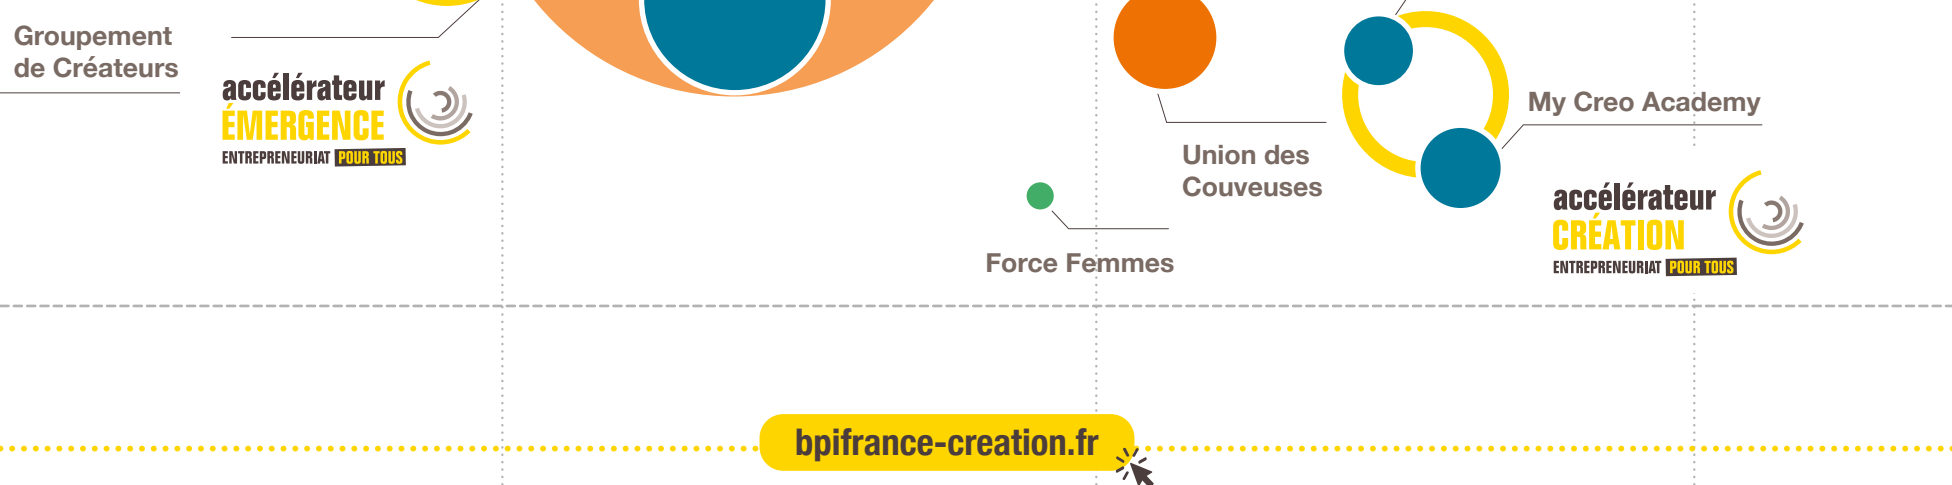 Groupement
de Créateurs
accélérateur
ÉMERGENCE
ENTREPRENEURIAT POUR TOUS
My Creo Academy
Union des
Couveuses
accélérateur
CRÉATION
ENTREPRENEURIAT POUR TOUS
Force Femmes
bpifrance-creation.fr